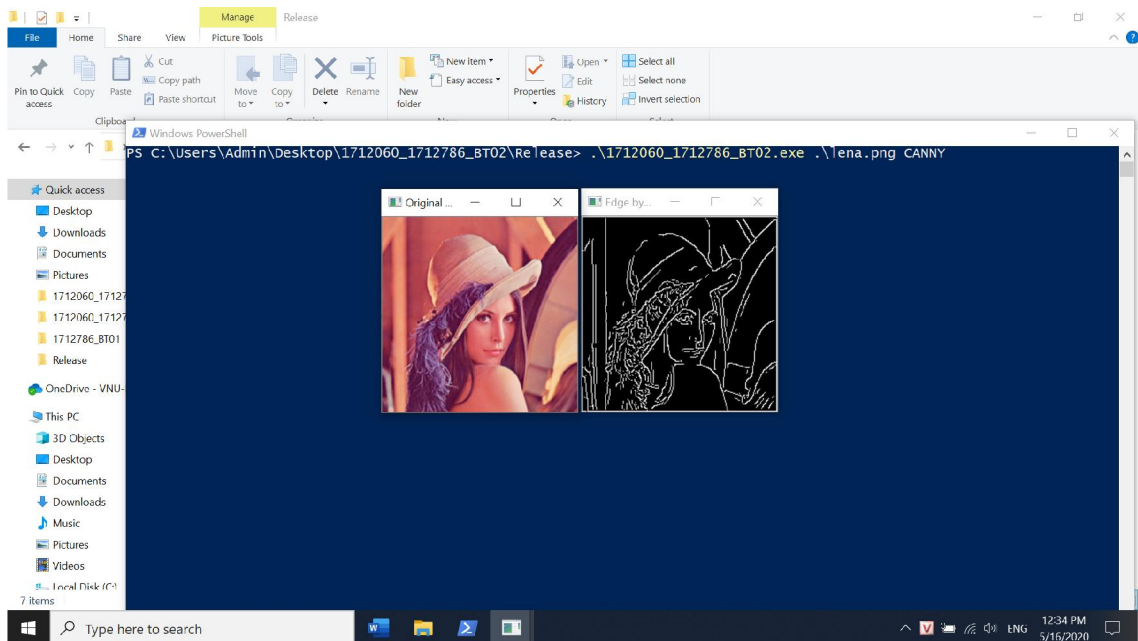 Manage
Release
File
Home
Share
View
Picture Tools
Pin to Quick access
Copy
Paste
Cut
Copy path
Paste shortcut
Move to
Copy to
Delete
Rename
New folder
New item
Easy access
Properties
Open
Edit
History
Select all
Select none
Invert selection
Windows PowerShell
PS C:\Users\Admin\Desktop\1712060_1712786_BT02\Release> .\1712060_1712786_BT02.exe .\lena.png CANNY
Original ...
Edge by...
Quick access
Desktop
Downloads
Documents
Pictures
1712060_1712
1712060_1712
1712786_BT01
Release
OneDrive - VNU-
This PC
3D Objects
Desktop
Documents
Downloads
Music
Pictures
Videos
Local Disk (C:)
7 items
Type here to search
ENG
12:34 PM
5/16/2020